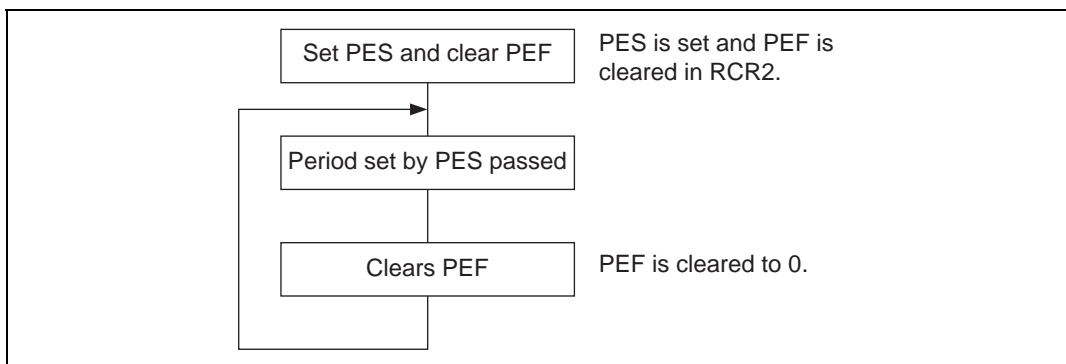 Set PES and clear PEF
PES is set and PEF is
cleared in RCR2.
Period set by PES passed
Clears PEF
PEF is cleared to 0.